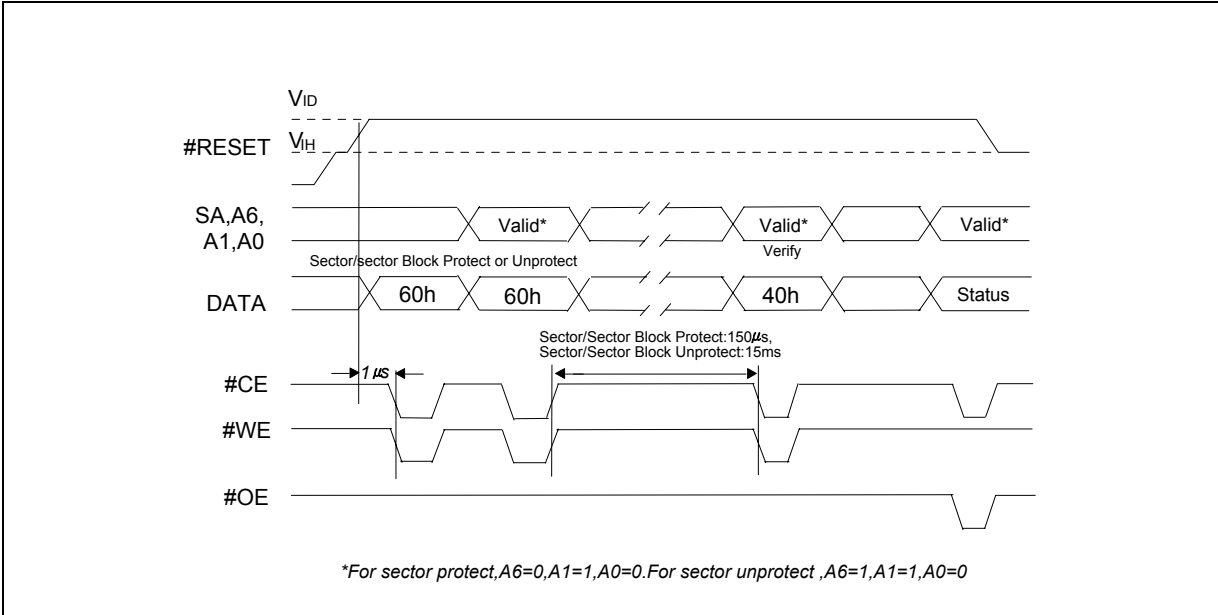 VID
#RESET
VIH
SA,A6,
A1,A0
Valid*
Valid*
Valid*
Verify
Sector/sector Block Protect or Unprotect
DATA
60h
60h
40h
Status
Sector/Sector Block Protect:150μs,
Sector/Sector Block Unprotect:15ms
1 μs
#CE
#WE
#OE
*For sector protect,A6=0,A1=1,A0=0.For sector unprotect ,A6=1,A1=1,A0=0